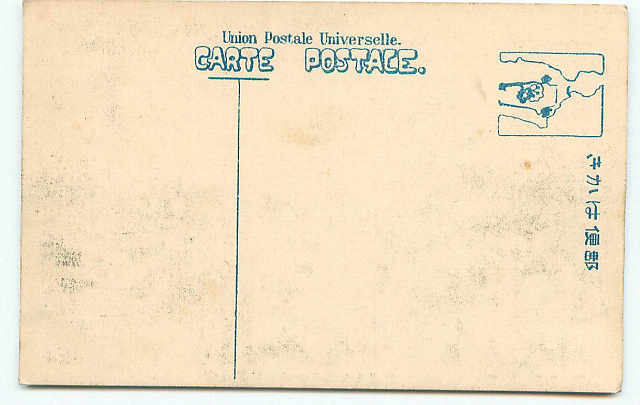 Union Postale Universelle.
CARTE POSTALE.
郵便はかき